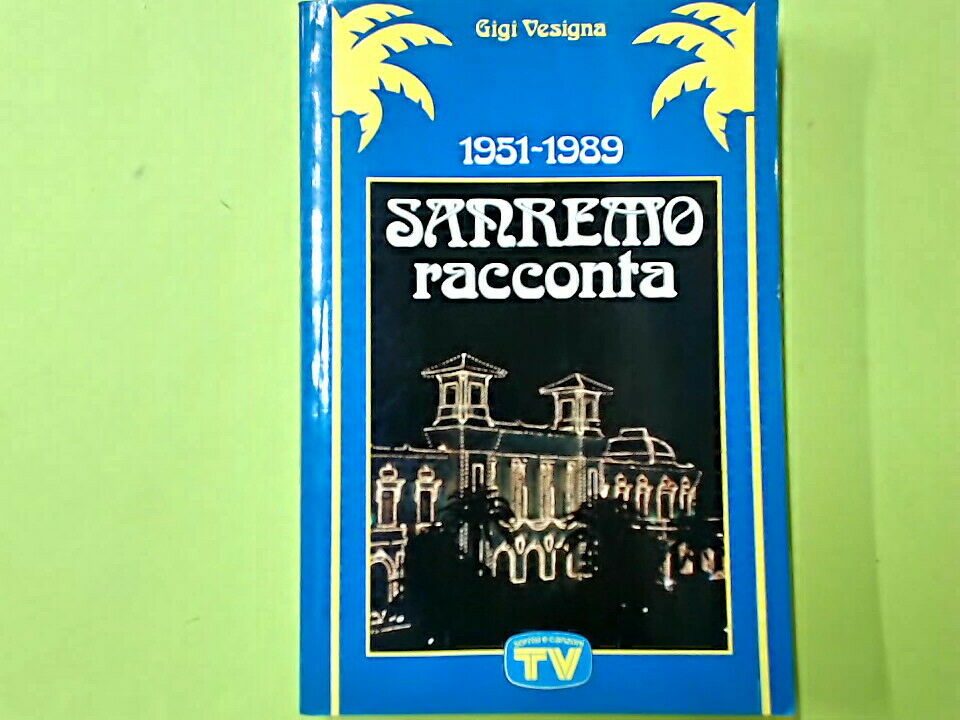 Gigi Vesigna
1951-1989
SANREMO
racconta
sorrisi e canzoni
TV